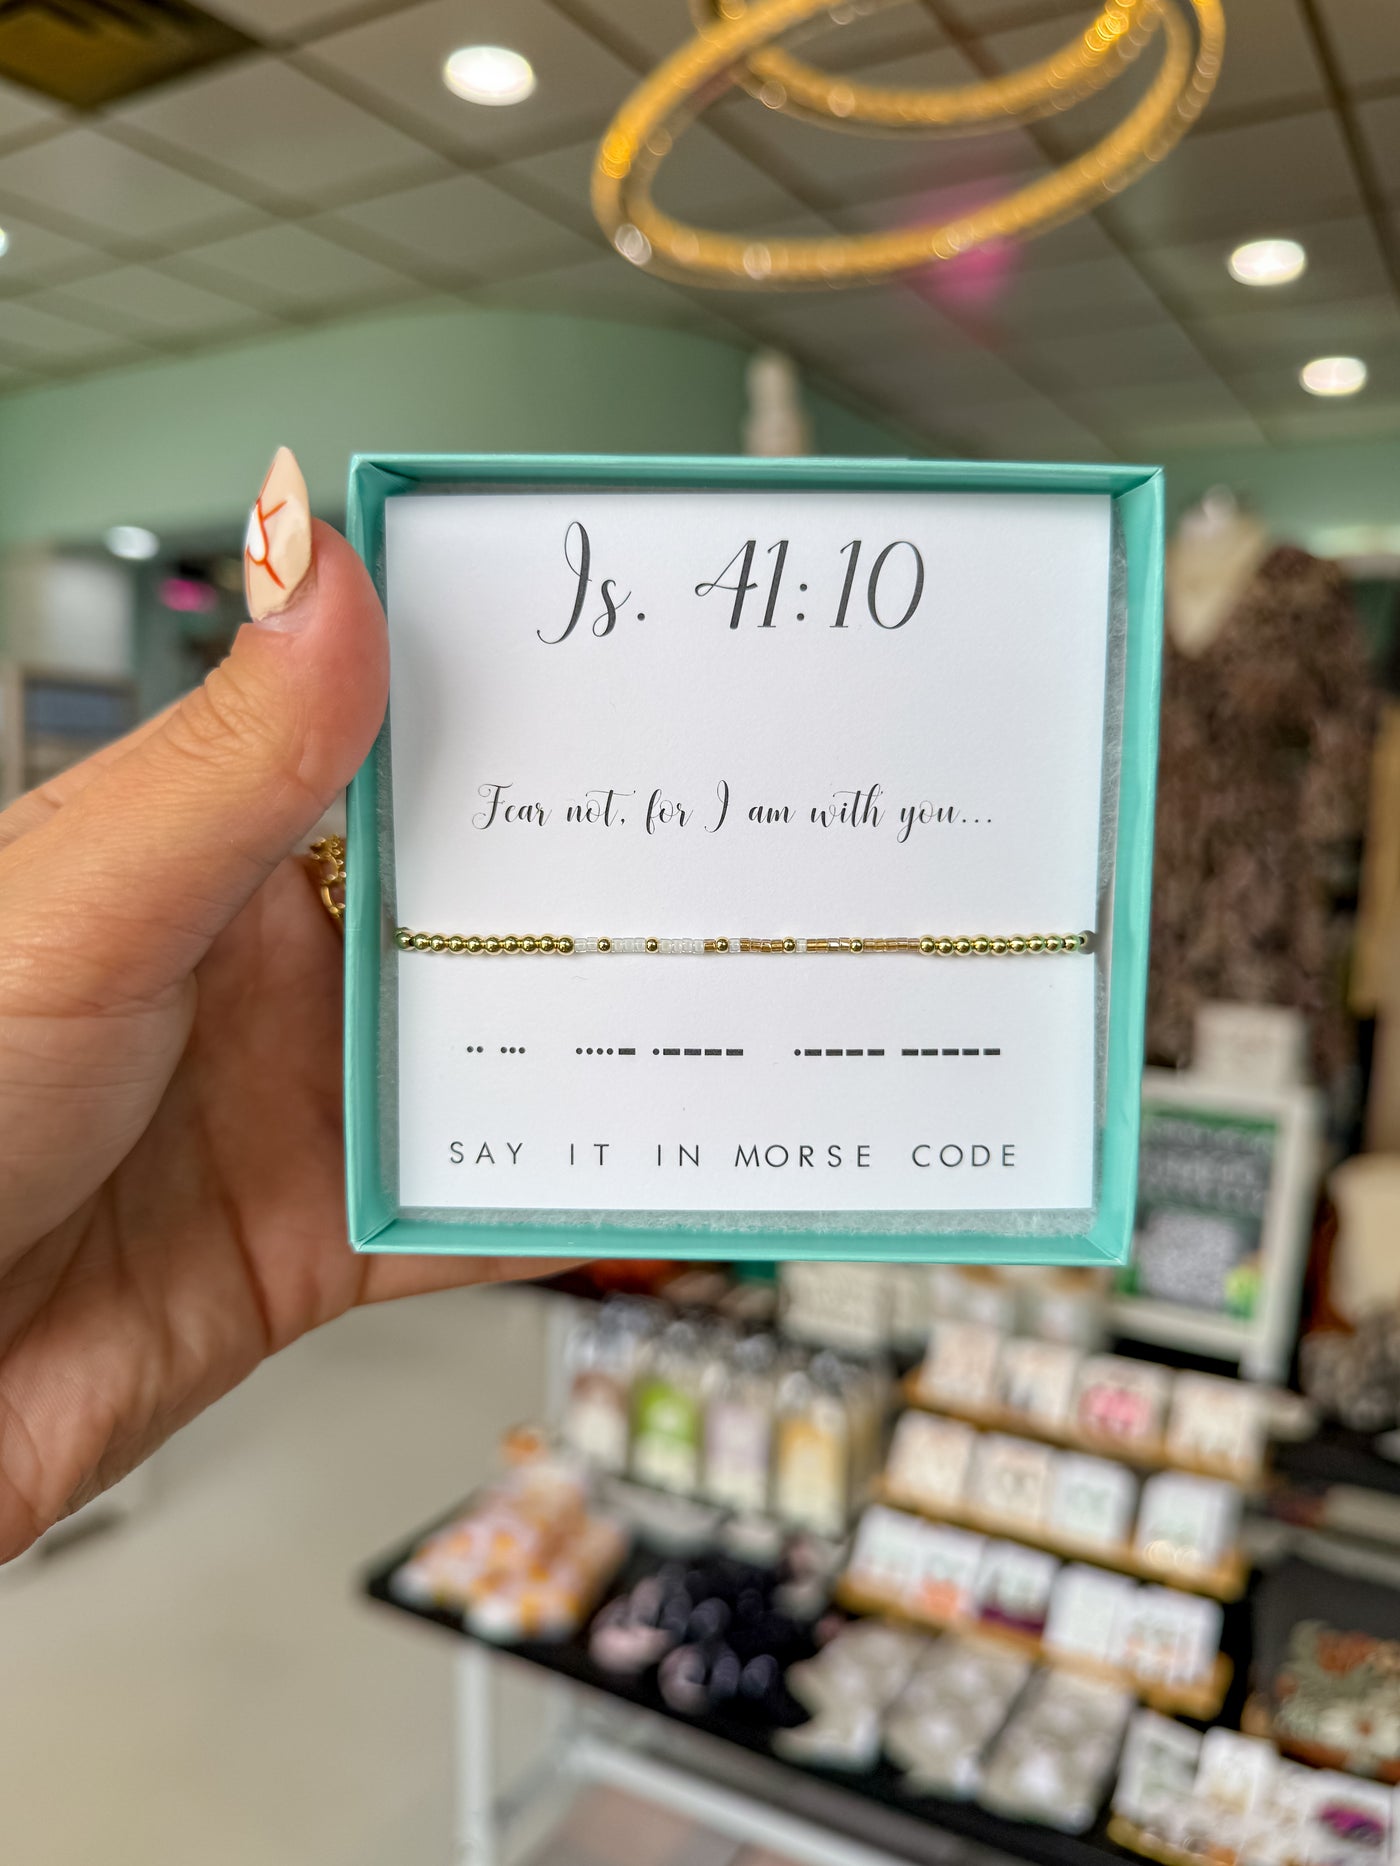 Is. 41:10
Fear not, for I am with you...
•• ••• ••••– •–––– •–––– –––––
SAY IT IN MORSE CODE